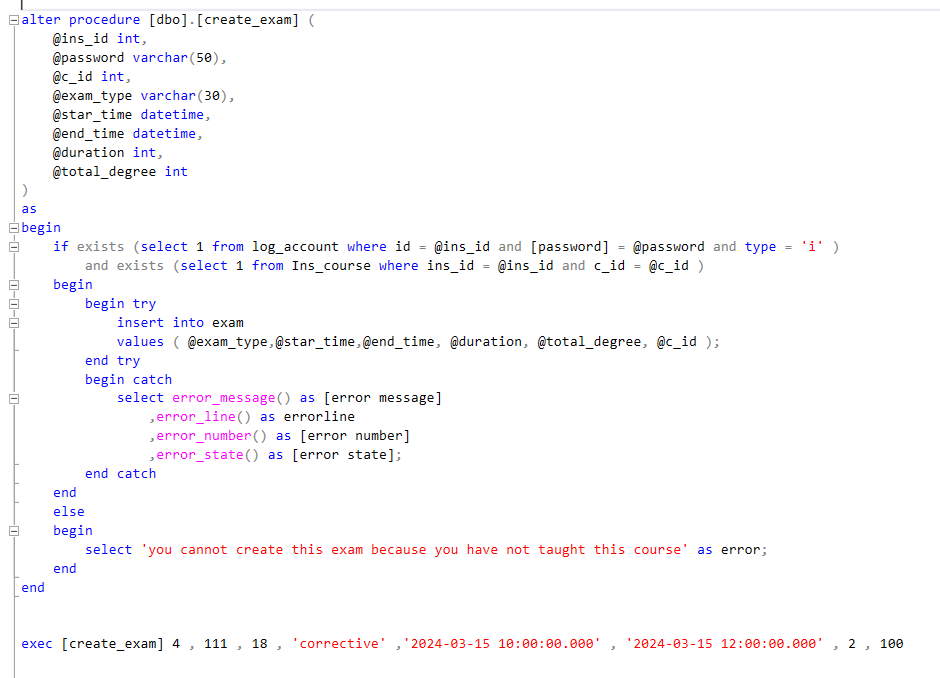 alter procedure [dbo].[create_exam] (
@ins_id int,
@password varchar(50),
@c_id int,
@exam_type varchar(30),
@star_time datetime,
@end_time datetime,
@duration int,
@total_degree int
)
as
begin
if exists (select 1 from log_account where id = @ins_id and [password] = @password and type = 'i' )
and exists (select 1 from Ins_course where ins_id = @ins_id and c_id = @c_id )
begin
begin try
insert into exam
values ( @exam_type,@star_time,@end_time, @duration, @total_degree, @c_id );
end try
begin catch
select error_message() as [error message]
,error_line() as errorline
,error_number() as [error number]
,error_state() as [error state];
end catch
end
else
begin
select 'you cannot create this exam because you have not taught this course' as error;
end
end
exec [create_exam] 4 , 111 , 18 , 'corrective' ,'2024-03-15 10:00:00.000' , '2024-03-15 12:00:00.000' , 2 , 100